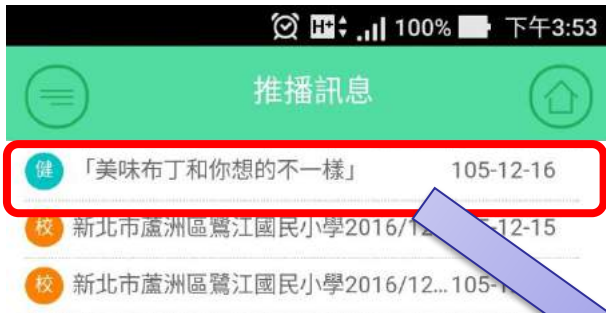 H+ 100% 下午3:53
推播訊息
健 「美味布丁和你想的不一樣」 105-12-16
校 新北市蘆洲區鷺江國民小學2016/12 -12-15
校 新北市蘆洲區鷺江國民小學2016/12...105-1